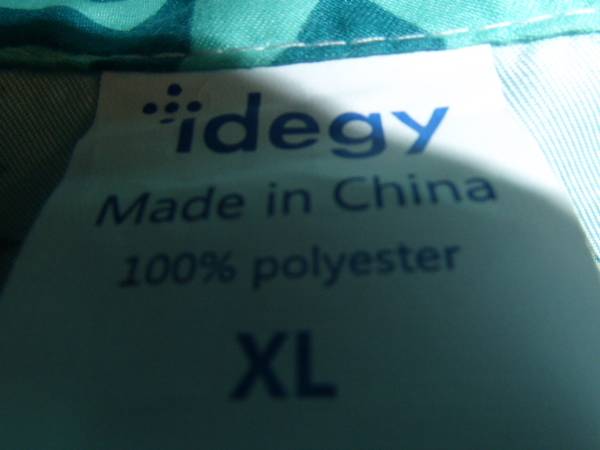 idegy
Made in China
100% polyester
XL